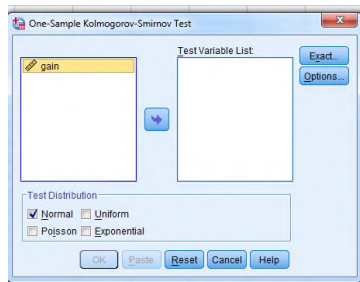 One-Sample Kolmogorov-Smirnov Test
Test Variable List:
gain
Exact...
Options...
Test Distribution
Normal Uniform
Poisson Exponential
OK Paste Reset Cancel Help